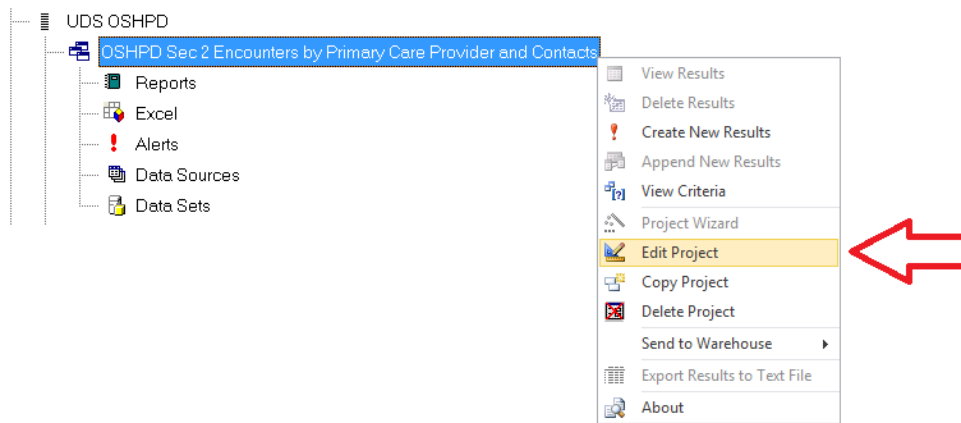 UDS OSHPD
OSHPD Sec 2 Encounters by Primary Care Provider and Contacts
Reports
Excel
Alerts
Data Sources
Data Sets
View Results
Delete Results
Create New Results
Append New Results
View Criteria
Project Wizard
Edit Project
Copy Project
Delete Project
Send to Warehouse
Export Results to Text File
About